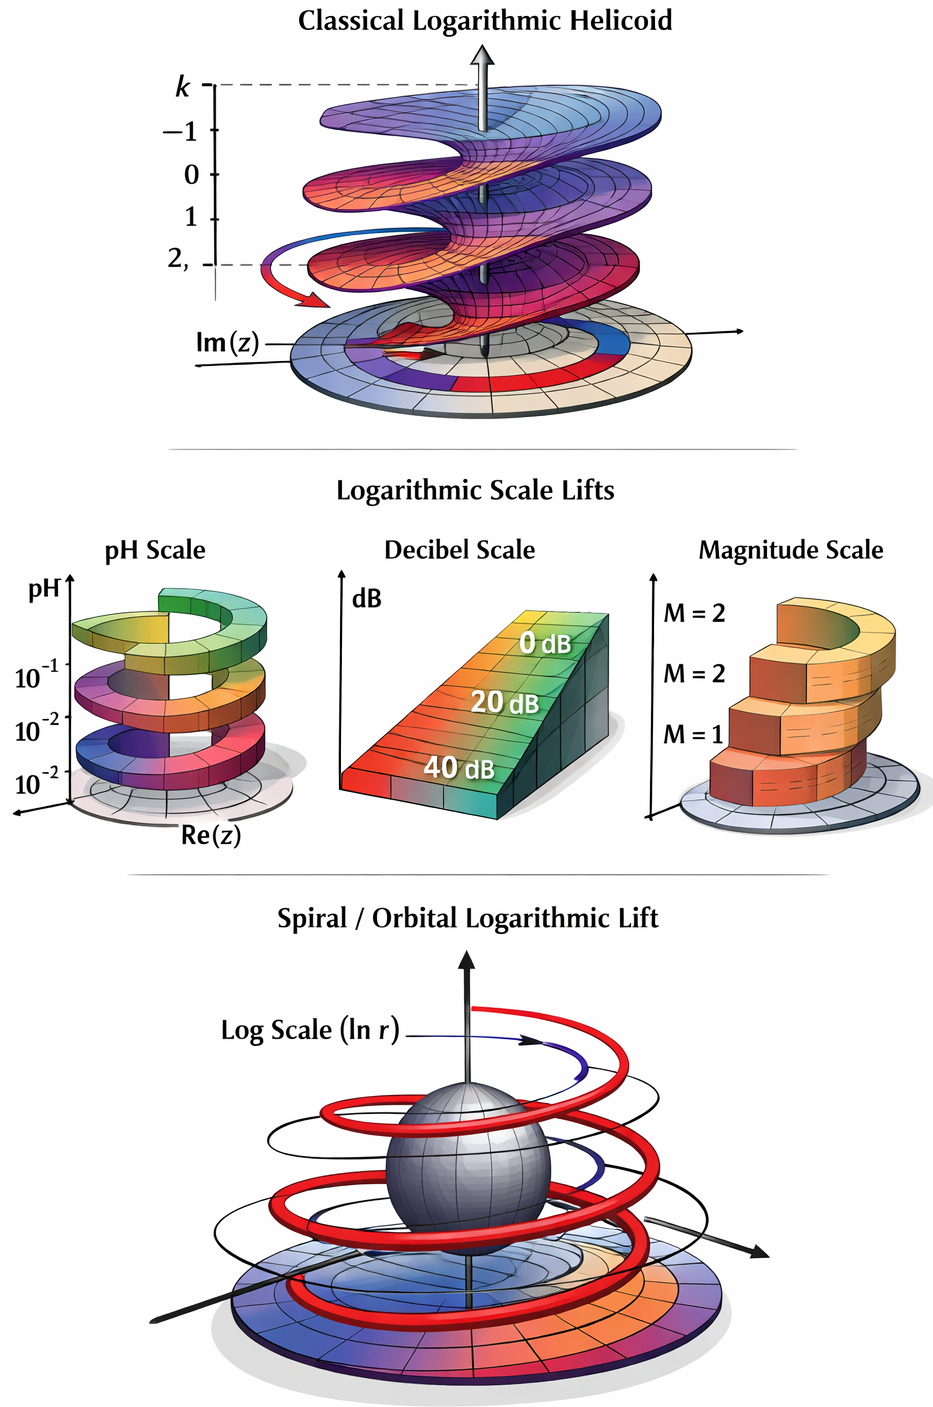 Classical Logarithmic Helicoid
k
−1
0
1
2,
Im(z)
Logarithmic Scale Lifts
pH Scale
Decibel Scale
Magnitude Scale
pH
10⁻¹
10⁻²
10⁻²
Re(z)
dB
0 dB
20 dB
40 dB
M = 2
M = 2
M = 1
Spiral / Orbital Logarithmic Lift
Log Scale (ln r)